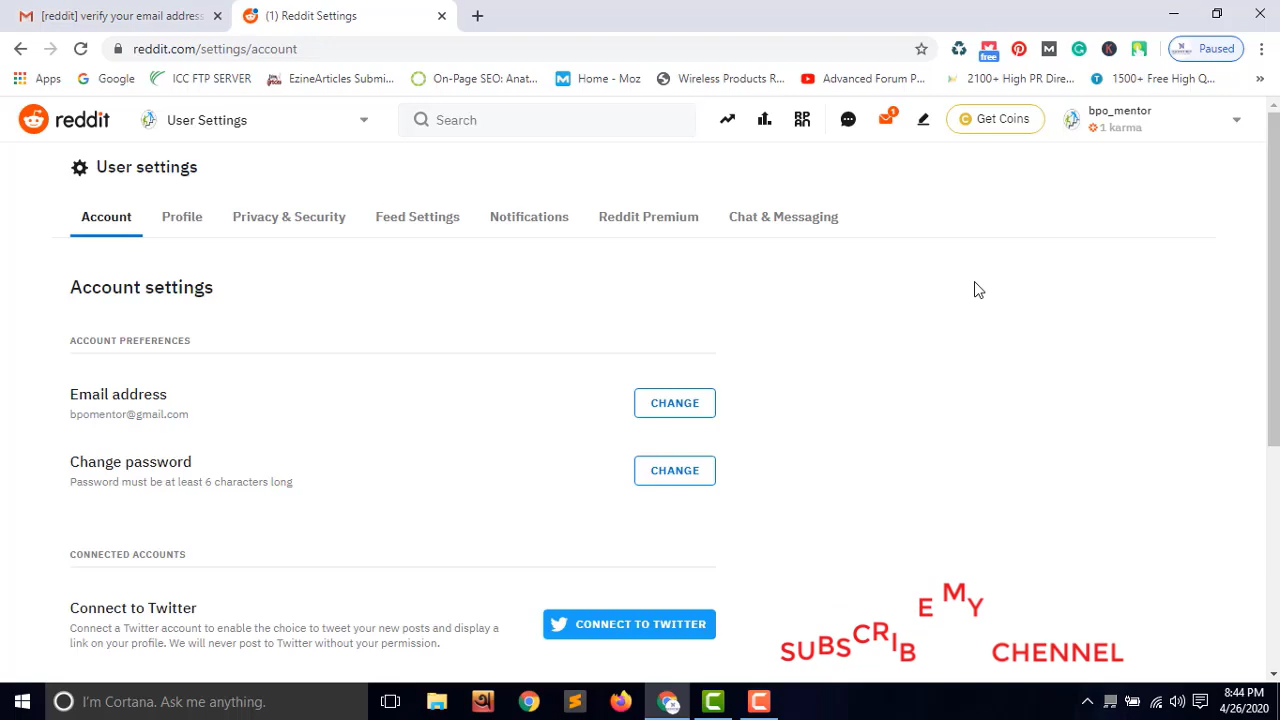 [reddit] verify your email address
(1) Reddit Settings
reddit.com/settings/account
free
Paused
Apps
Google
ICC FTP SERVER
EzineArticles Submi...
On-Page SEO: Anat...
Home - Moz
Wireless Products R...
Advanced Forum P...
2100+ High PR Dire...
1500+ Free High Q...
»
reddit
User Settings
Search
1
Get Coins
bpo_mentor
1 karma
User settings
Account
Profile
Privacy & Security
Feed Settings
Notifications
Reddit Premium
Chat & Messaging
Account settings
ACCOUNT PREFERENCES
Email address
bpomentor@gmail.com
CHANGE
Change password
Password must be at least 6 characters long
CHANGE
CONNECTED ACCOUNTS
Connect to Twitter
Connect a Twitter account to enable the choice to tweet your new posts and display a
link on your profile. We will never post to Twitter without your permission.
CONNECT TO TWITTER
SUBSCRIBE MY CHENNEL
I'm Cortana. Ask me anything.
8:44 PM
4/26/2020